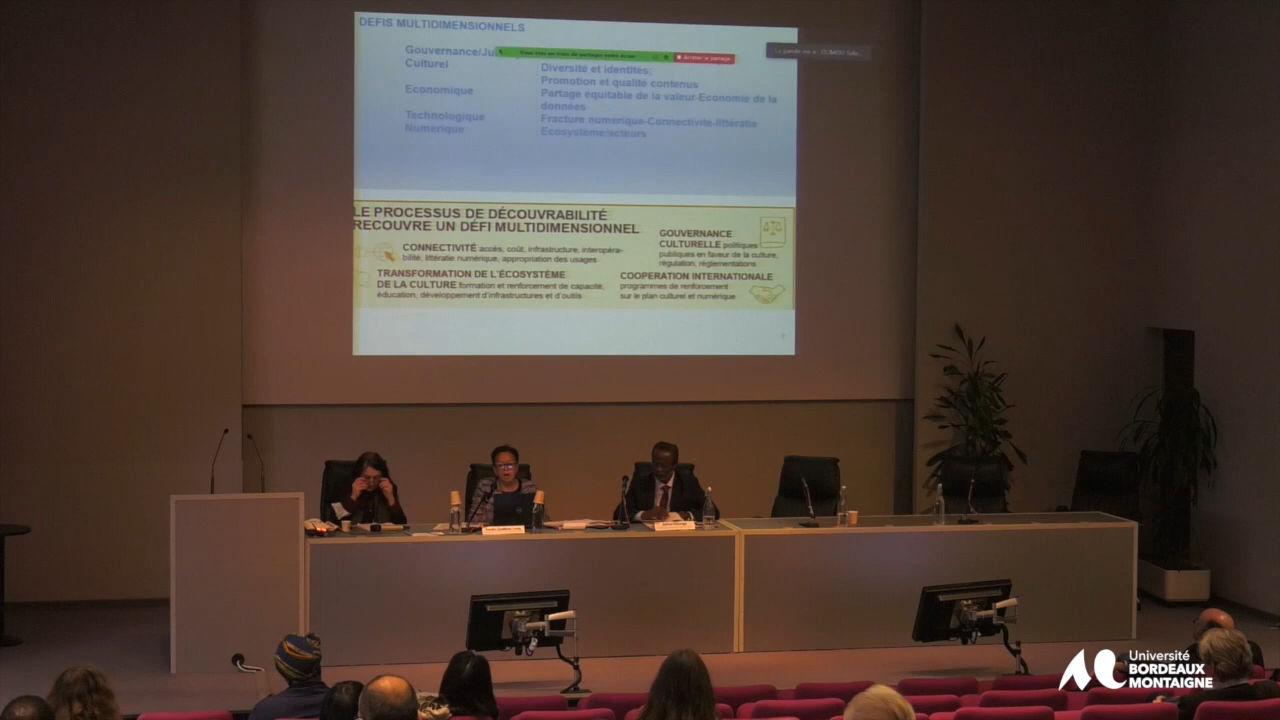 DEFIS MULTIDIMENSIONNELS
Gouvernance/Ju
Culturel
Diversité et identités;
Promotion et qualité contenus
Economique
Partage équitable de la valeur-Economie de la
données
Technologique
Fracture numérique-Connectivité-littératie
Numérique
Ecosystème/acteurs
LE PROCESSUS DE DÉCOUVRABILITÉ
RECOUVRE UN DÉFI MULTIDIMENSIONNEL
CONNECTIVITÉ accès, coût, infrastructure, interopéra-
bilité, littératie numérique, appropriation des usages
TRANSFORMATION DE L'ÉCOSYSTÈME
DE LA CULTURE formation et renforcement de capacité,
éducation, développement d'infrastructures et d'outils
GOUVERNANCE
CULTURELLE politiques
publiques en faveur de la culture,
régulation, réglementations
COOPERATION INTERNATIONALE
programmes de renforcement
sur le plan culturel et numérique
Université
BORDEAUX
MONTAIGNE